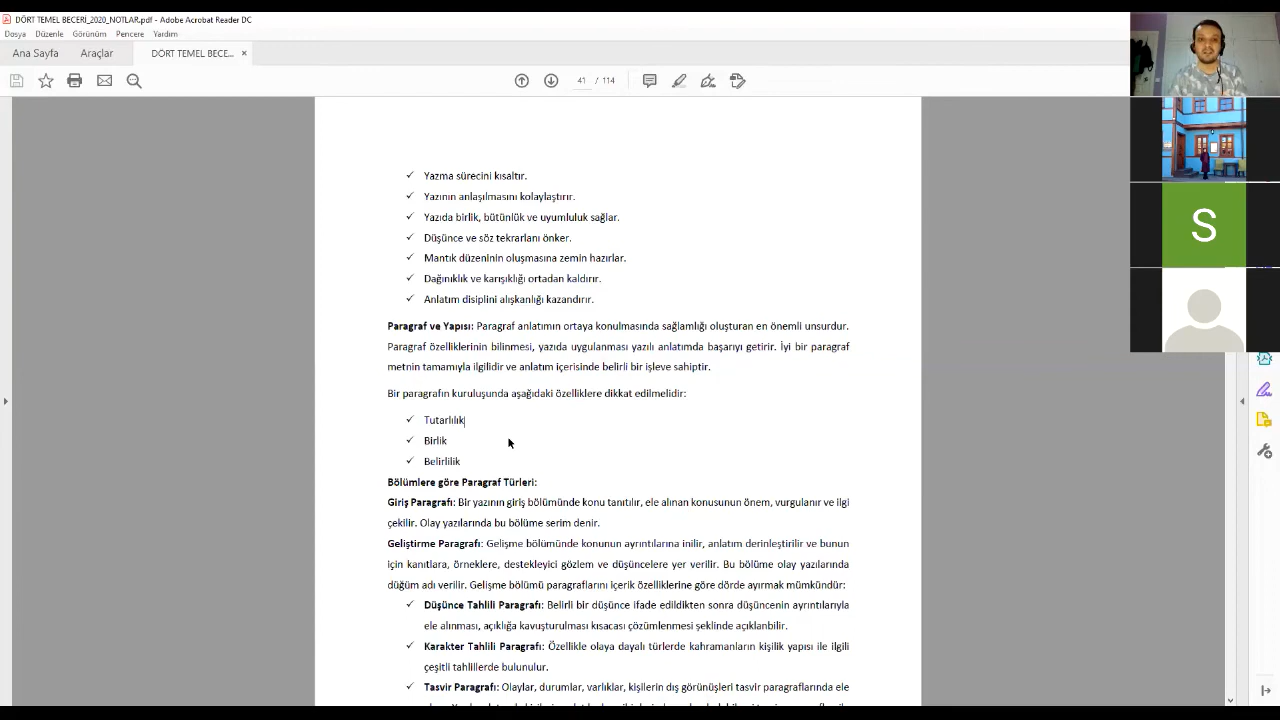 DÖRT TEMEL BECERİ_2020_NOTLAR.pdf - Adobe Acrobat Reader DC
Dosya Düzenle Görünüm Pencere Yardım
Ana Sayfa Araçlar DÖRT TEMEL BECE... ×
41 / 114
✓ Yazma sürecini kısaltır.
✓ Yazının anlaşılmasını kolaylaştırır.
✓ Yazıda birlik, bütünlük ve uyumluluk sağlar.
✓ Düşünce ve söz tekrarlanı önker.
✓ Mantık düzeninin oluşmasına zemin hazırlar.
✓ Dağınıklık ve karışıklığı ortadan kaldırır.
✓ Anlatım disiplini alışkanlığı kazandırır.
Paragraf ve Yapısı: Paragraf anlatımın ortaya konulmasında sağlamlığı oluşturan en önemli unsurdur.
Paragraf özelliklerinin bilinmesi, yazıda uygulanması yazılı anlatımda başarıyı getirir. İyi bir paragraf
metnin tamamıyla ilgilidir ve anlatım içerisinde belirli bir işleve sahiptir.
Bir paragrafın kuruluşunda aşağıdaki özelliklere dikkat edilmelidir:
✓ Tutarlılık
✓ Birlik
✓ Belirlilik
Bölümlere göre Paragraf Türleri:
Giriş Paragrafı: Bir yazının giriş bölümünde konu tanıtılır, ele alınan konusunun önem, vurgulanır ve ilgi
çekilir. Olay yazılarında bu bölüme serim denir.
Geliştirme Paragrafı: Gelişme bölümünde konunun ayrıntılarına inilir, anlatım derinleştirilir ve bunun
için kanıtlara, örneklere, destekleyici gözlem ve düşüncelere yer verilir. Bu bölüme olay yazılarında
düğüm adı verilir. Gelişme bölümü paragraflarını içerik özelliklerine göre dörde ayırmak mümkündür:
✓ Düşünce Tahlili Paragrafı: Belirli bir düşünce ifade edildikten sonra düşüncenin ayrıntılarıyla
ele alınması, açıklığa kavuşturulması kısacası çözümlenmesi şeklinde açıklanbilir.
✓ Karakter Tahlili Paragrafı: Özellikle olaya dayalı türlerde kahramanların kişilik yapısı ile ilgili
çeşitli tahlillerde bulunulur.
✓ Tasvir Paragrafı: Olaylar, durumlar, varlıklar, kişilerin dış görünüşleri tasvir paragraflarında ele
S